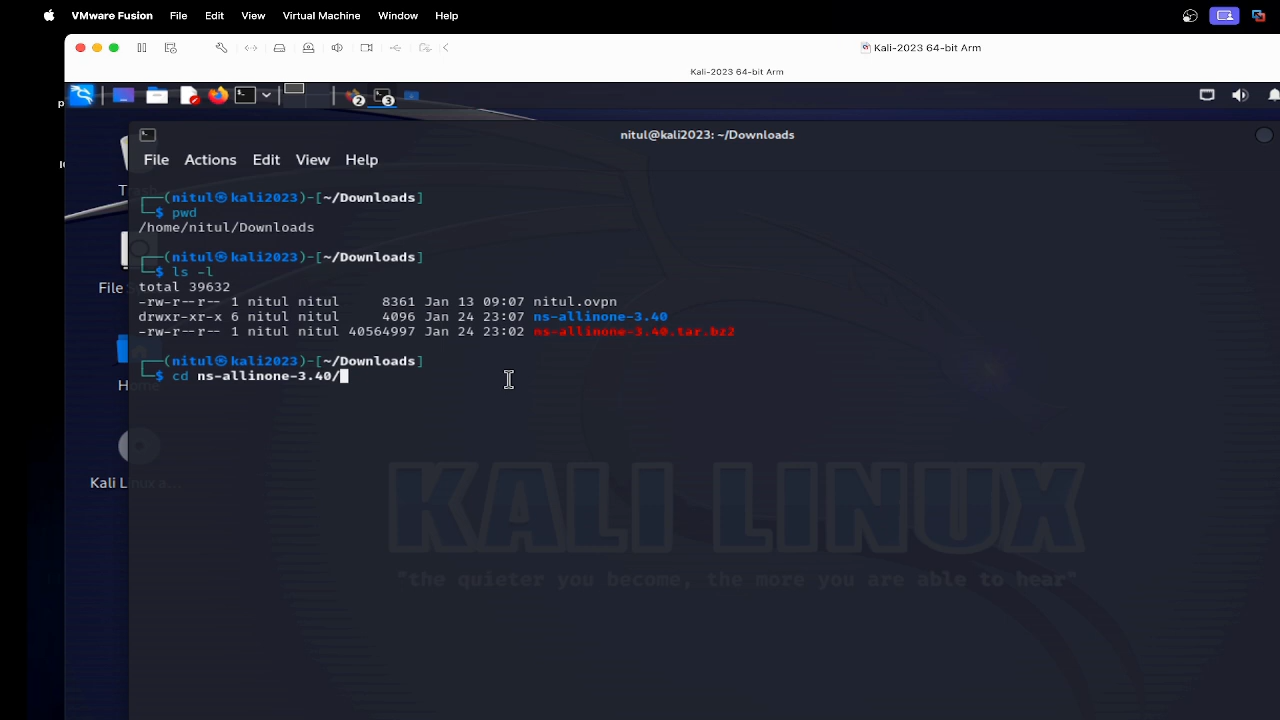 VMware Fusion File Edit View Virtual Machine Window Help
Kali-2023 64-bit Arm
Kali-2023 64-bit Arm
2 3
nitul@kali2023: ~/Downloads
File Actions Edit View Help
┌──(nitul㉿kali2023)-[~/Downloads]
└─$ pwd
/home/nitul/Downloads
┌──(nitul㉿kali2023)-[~/Downloads]
└─$ ls -l
total 39632
-rw-r--r-- 1 nitul nitul 8361 Jan 13 09:07 nitul.ovpn
drwxr-xr-x 6 nitul nitul 4096 Jan 24 23:07 ns-allinone-3.40
-rw-r--r-- 1 nitul nitul 40564997 Jan 24 23:02 ns-allinone-3.40.tar.bz2
┌──(nitul㉿kali2023)-[~/Downloads]
└─$ cd ns-allinone-3.40/
Trash
File S
Home
Kali Linux a...
KALI LINUX
"the quieter you become, the more you are able to hear"